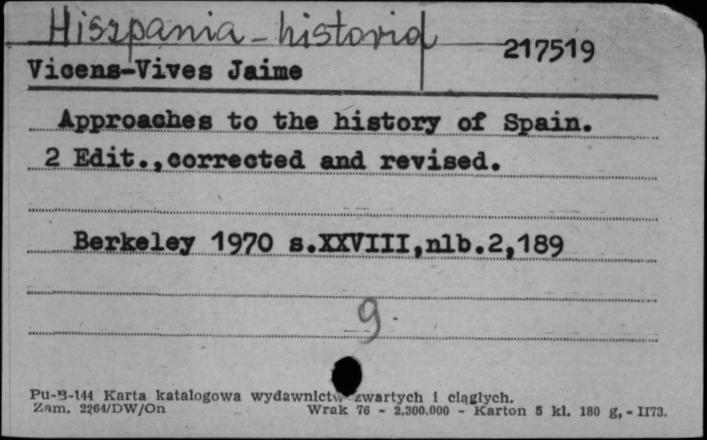 Hiszpania - historia
217519
Vicens-Vives Jaime
Approaches to the history of Spain.
2 Edit.,corrected and revised.
Berkeley 1970 s.XXVIII,nlb.2,189
9.
Pu-B-144 Karta katalogowa wydawnictw zwartych i ciągłych.
Zam. 2264/DW/On Wrak 76 - 2.300.000 - Karton 5 kl. 180 g, - II73.